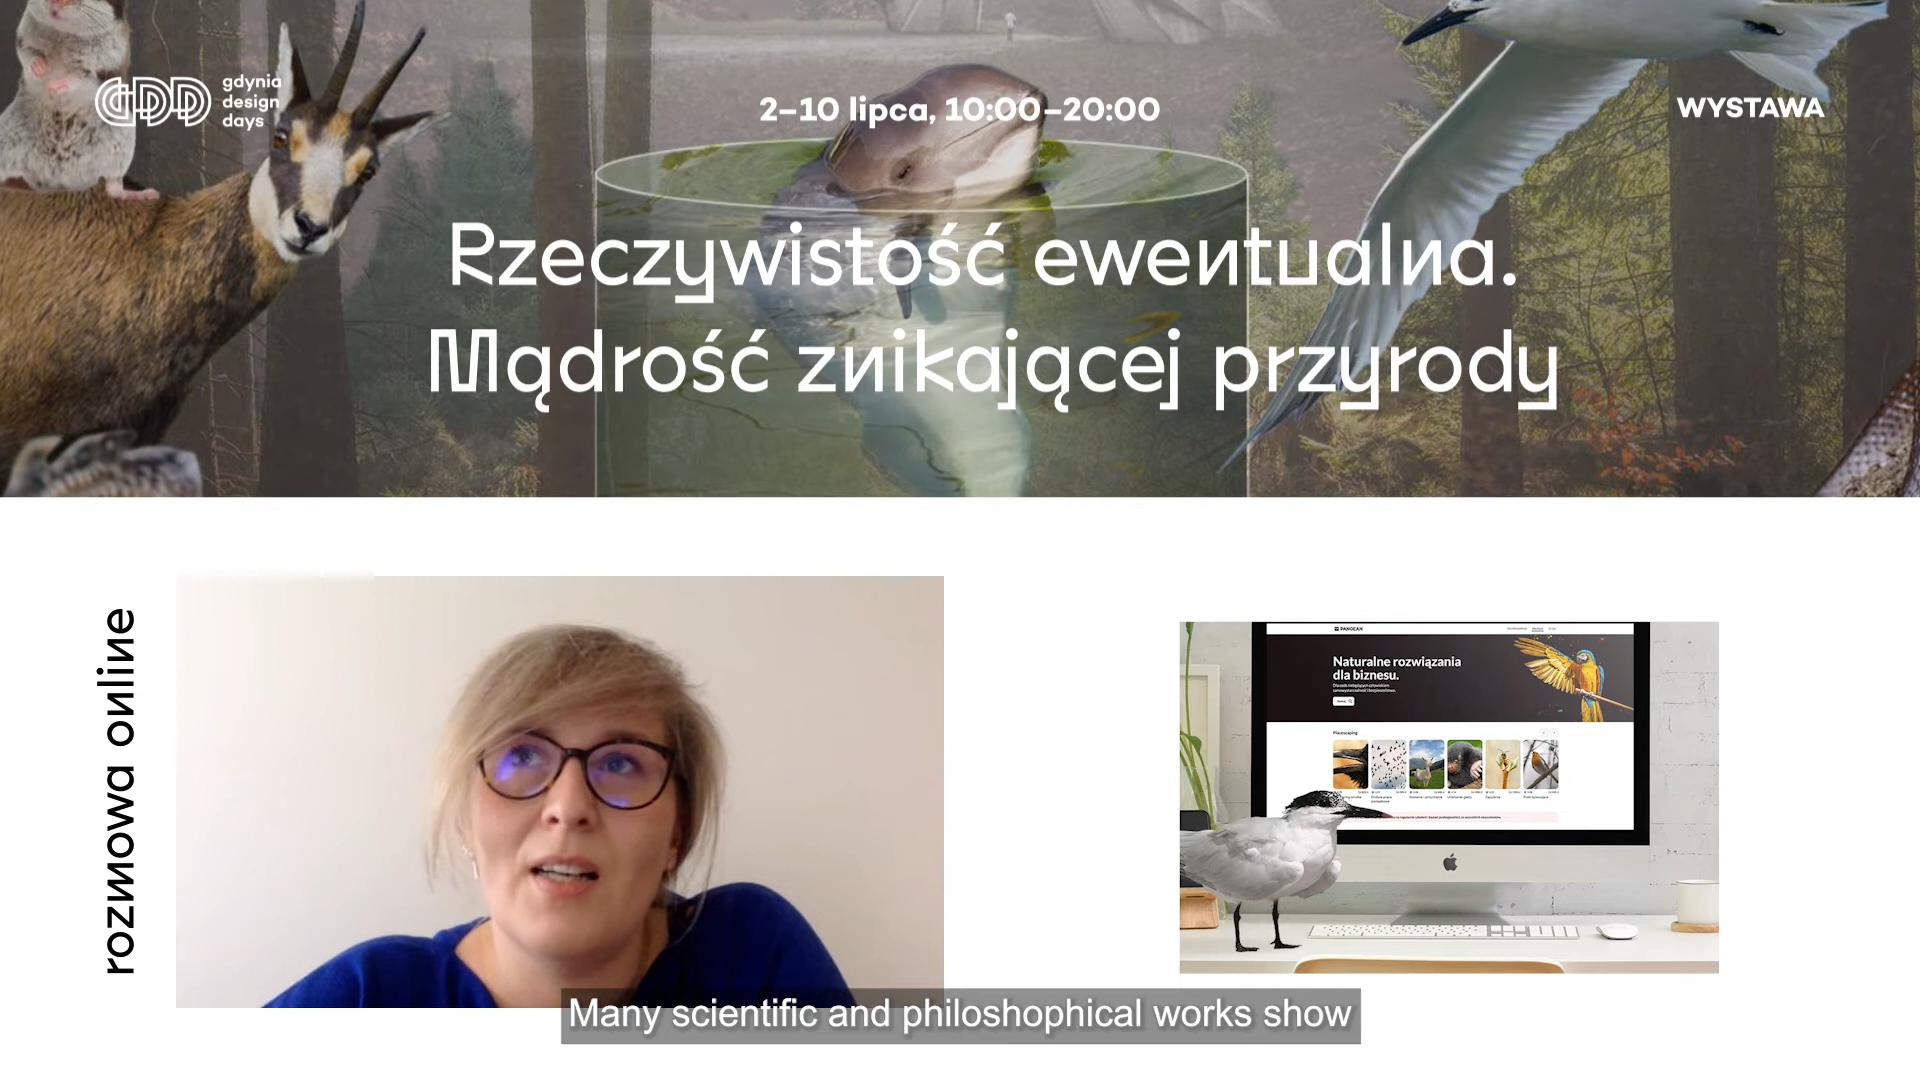 gdynia
design
days
2–10 lipca, 10:00–20:00
WYSTAWA
Rzeczywistość ewentualna.
Mądrość znikającej przyrody
rozmowa online
PANGEAN
Naturalne rozwiązania
dla biznesu.
Many scientific and philoshophical works show